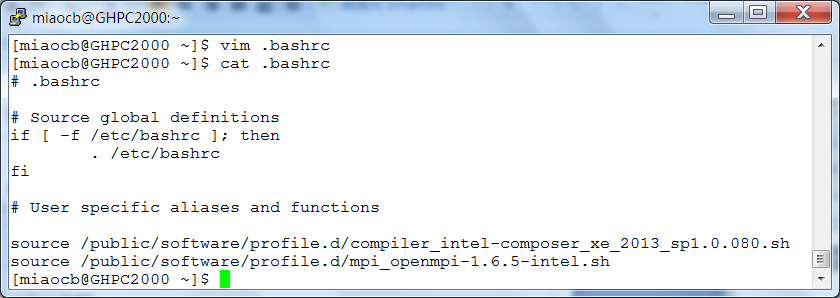 miaocb@GHPC2000:~
[miaocb@GHPC2000 ~]$ vim .bashrc
[miaocb@GHPC2000 ~]$ cat .bashrc
# .bashrc
# Source global definitions
if [ -f /etc/bashrc ]; then
        . /etc/bashrc
fi
# User specific aliases and functions
source /public/software/profile.d/compiler_intel-composer_xe_2013_sp1.0.080.sh
source /public/software/profile.d/mpi_openmpi-1.6.5-intel.sh
[miaocb@GHPC2000 ~]$